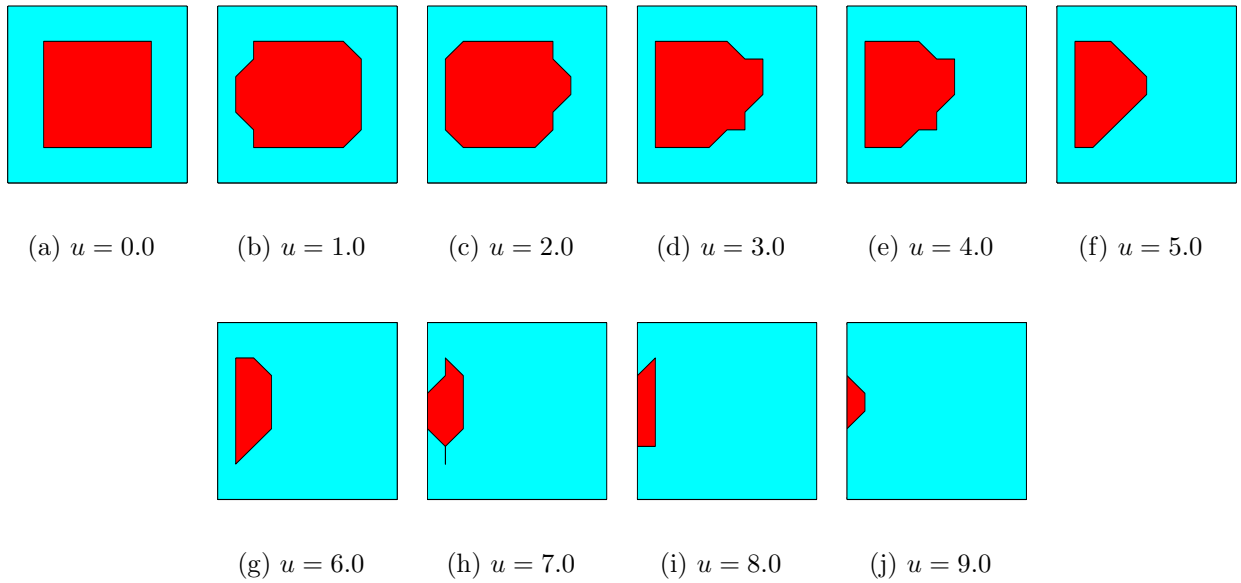 (a) u = 0.0 (b) u = 1.0 (c) u = 2.0 (d) u = 3.0 (e) u = 4.0 (f) u = 5.0
(g) u = 6.0 (h) u = 7.0 (i) u = 8.0 (j) u = 9.0